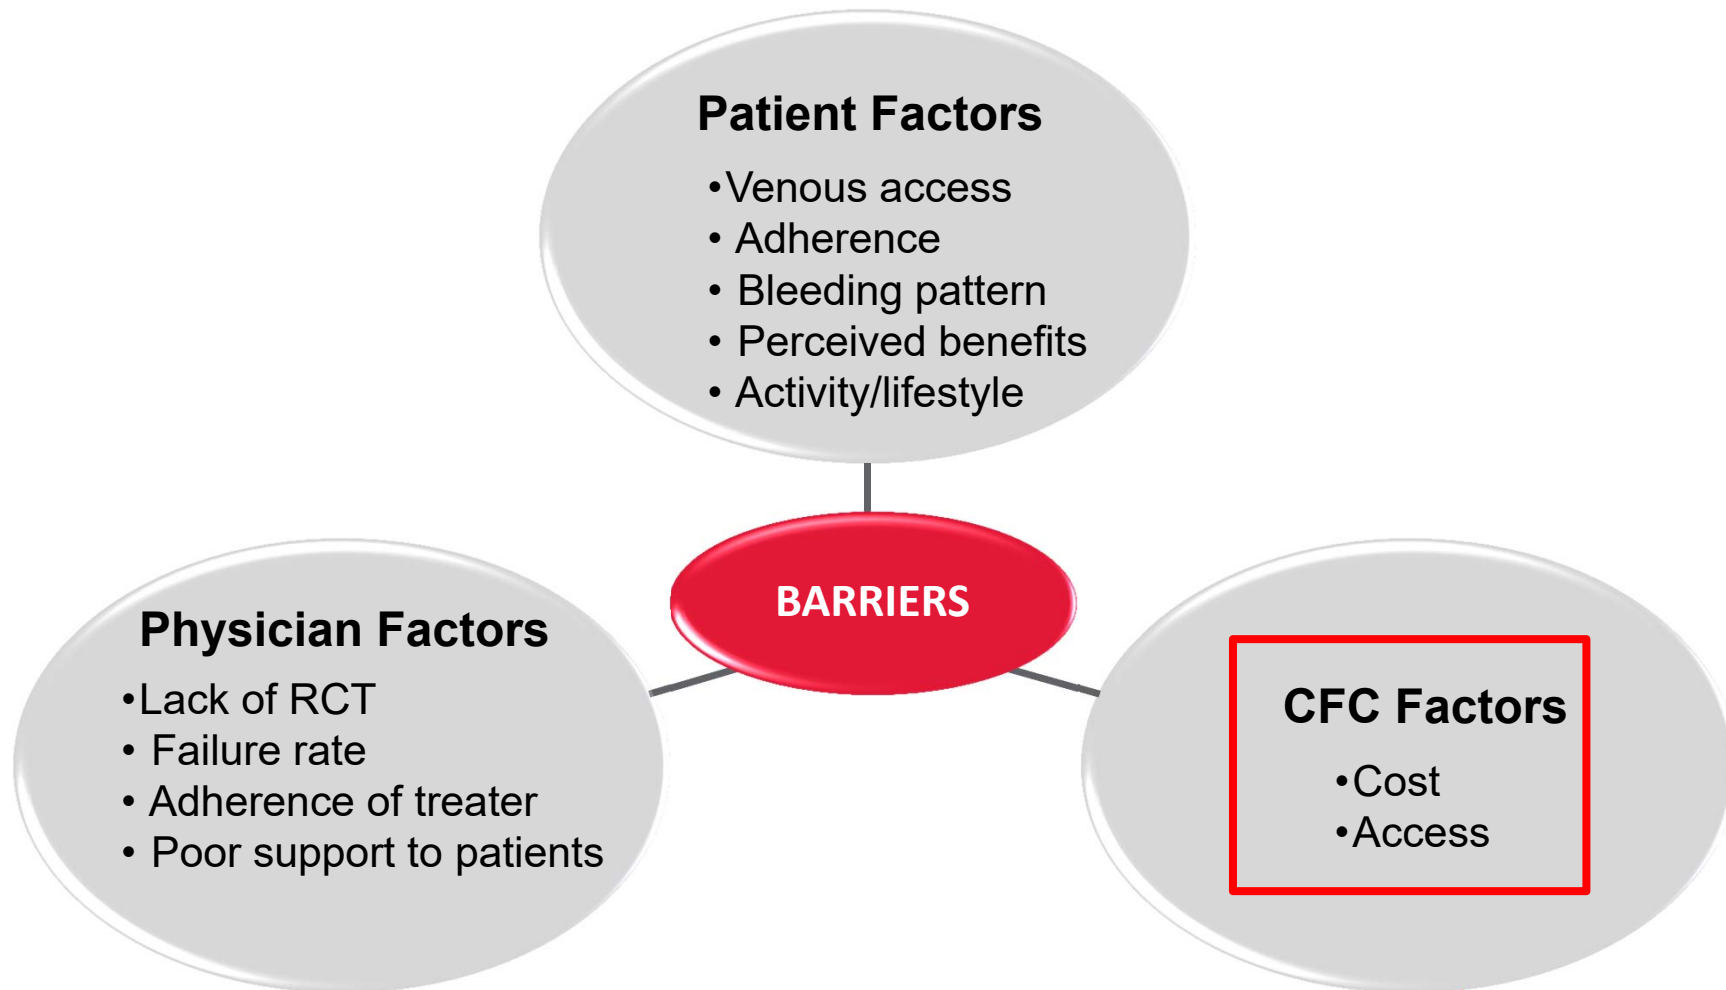 Patient Factors
•Venous access
• Adherence
• Bleeding pattern
• Perceived benefits
• Activity/lifestyle
BARRIERS
Physician Factors
•Lack of RCT
• Failure rate
• Adherence of treater
• Poor support to patients
CFC Factors
•Cost
•Access